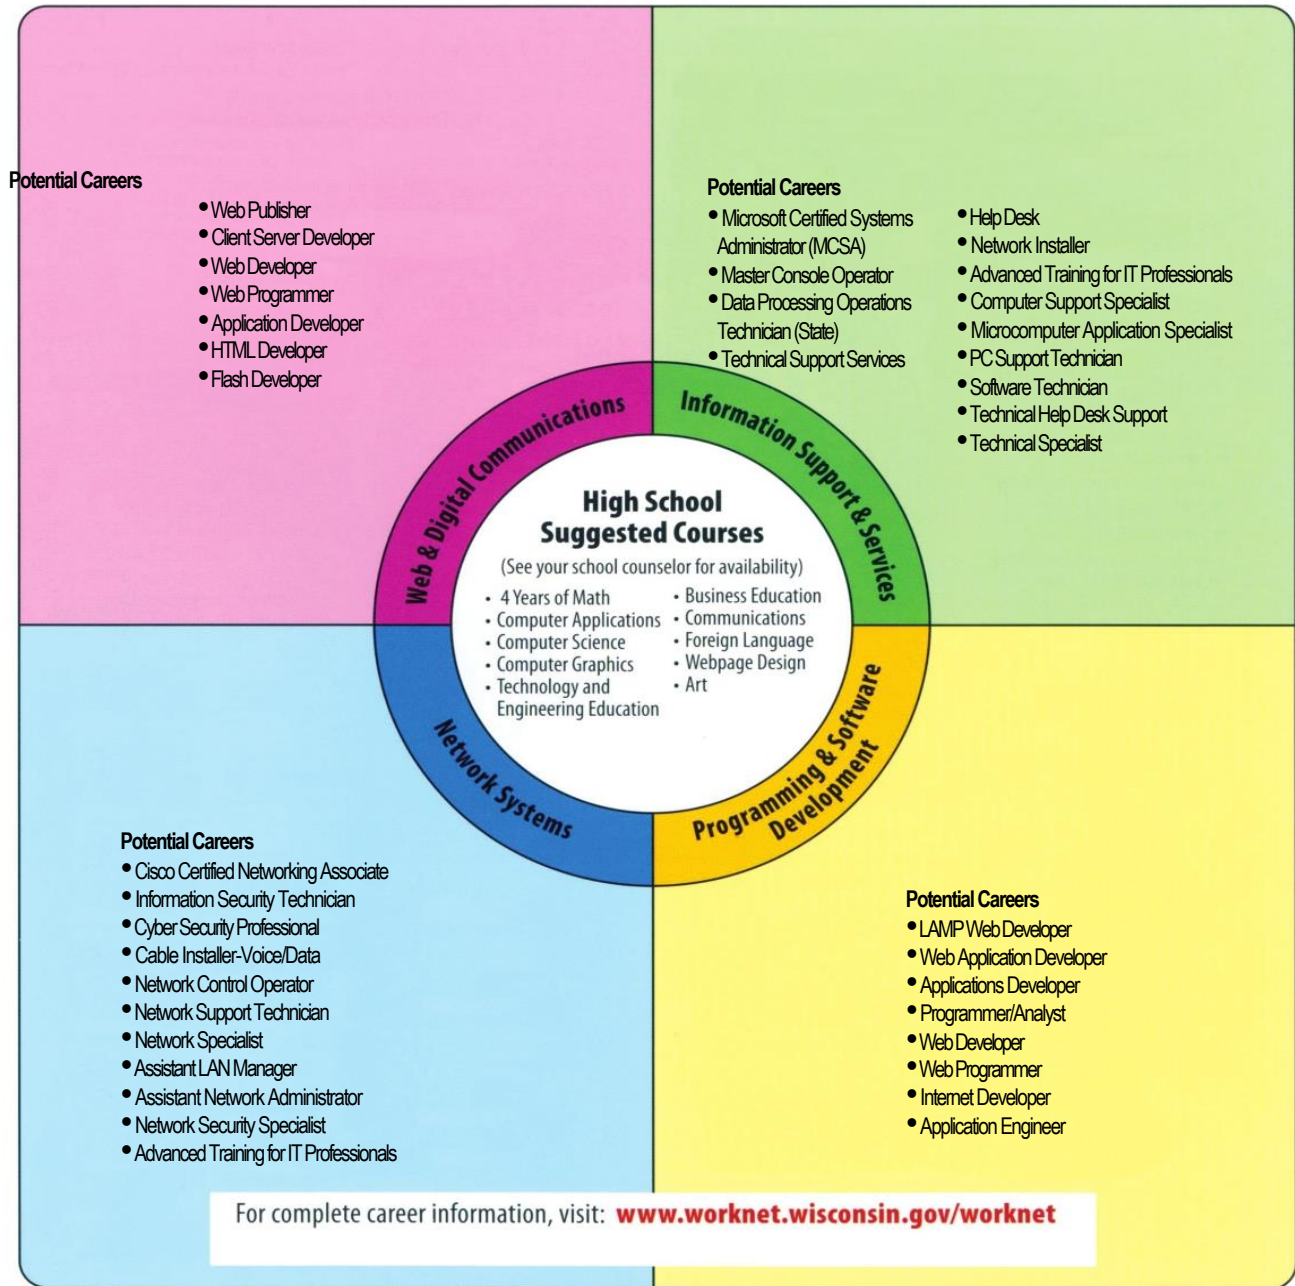 Potential Careers
• Web Publisher
• Client Server Developer
• Web Developer
• Web Programmer
• Application Developer
• HTML Developer
• Flash Developer
Potential Careers
• Microsoft Certified Systems
Administrator (MCSA)
• Master Console Operator
• Data Processing Operations
Technician (State)
• Technical Support Services
• Help Desk
• Network Installer
• Advanced Training for IT Professionals
• Computer Support Specialist
• Microcomputer Application Specialist
• PC Support Technician
• Software Technician
• Technical Help Desk Support
• Technical Specialist
Web & Digital Communications
Information Support & Services
High School
Suggested Courses
(See your school counselor for availability)
• 4 Years of Math
• Computer Applications
• Computer Science
• Computer Graphics
• Technology and
Engineering Education
• Business Education
• Communications
• Foreign Language
• Webpage Design
• Art
Network Systems
Programming & Software
Development
Potential Careers
• Cisco Certified Networking Associate
• Information Security Technician
• Cyber Security Professional
• Cable Installer-Voice/Data
• Network Control Operator
• Network Support Technician
• Network Specialist
• Assistant LAN Manager
• Assistant Network Administrator
• Network Security Specialist
• Advanced Training for IT Professionals
Potential Careers
• LAMP Web Developer
• Web Application Developer
• Applications Developer
• Programmer/Analyst
• Web Developer
• Web Programmer
• Internet Developer
• Application Engineer
For complete career information, visit: www.worknet.wisconsin.gov/worknet